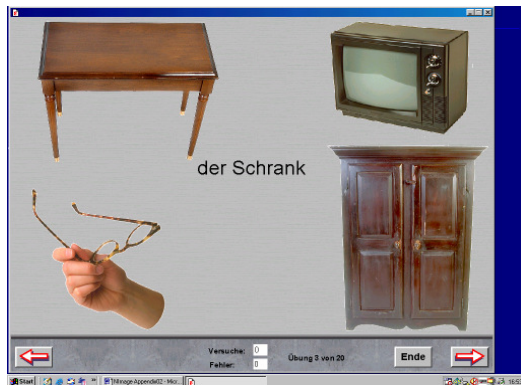 der Schrank
Versuche: 0
Fehler: 0
Übung 3 von 20
Ende
Start